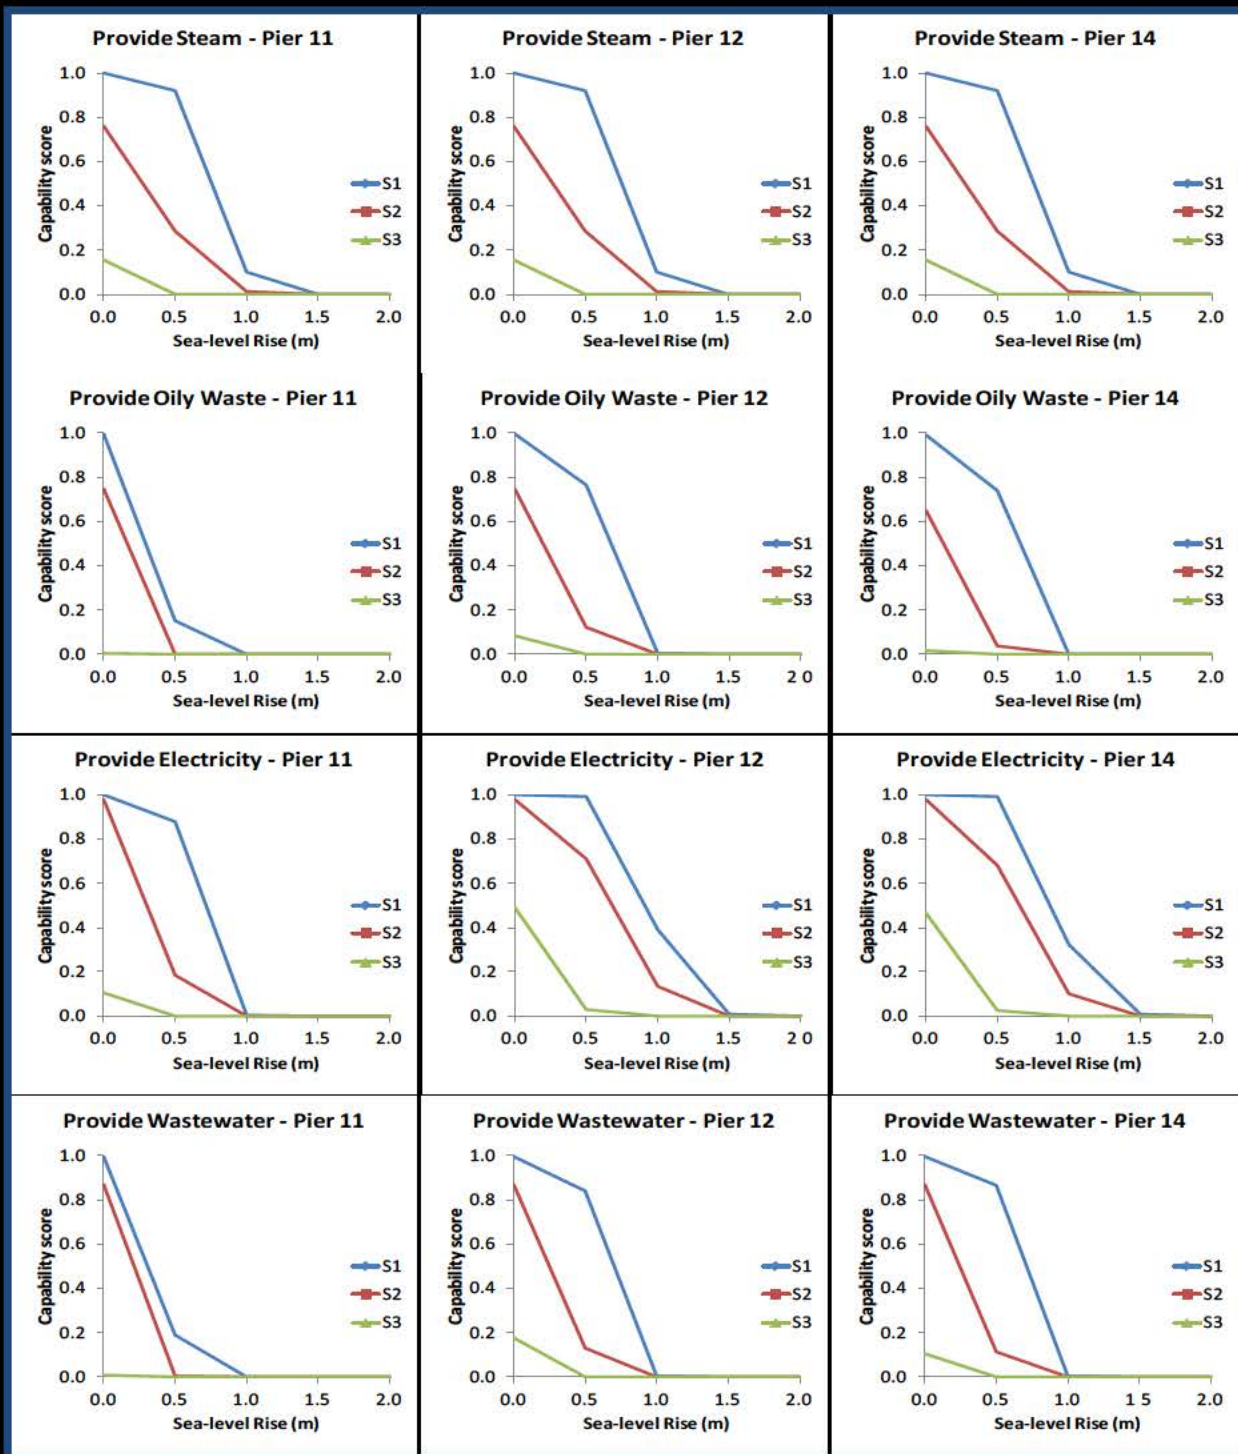 Provide Steam - Pier 11
Capability score
1.0
0.8
0.6
0.4
0.2
0.0
S1
S2
S3
0.0 0.5 1.0 1.5 2.0
Sea-level Rise (m)
Provide Steam - Pier 12
Capability score
1.0
0.8
0.6
0.4
0.2
0.0
S1
S2
S3
0.0 0.5 1.0 1.5 2.0
Sea-level Rise (m)
Provide Steam - Pier 14
Capability score
1.0
0.8
0.6
0.4
0.2
0.0
S1
S2
S3
0.0 0.5 1.0 1.5 2.0
Sea-level Rise (m)
Provide Oily Waste - Pier 11
Capability score
1.0
0.8
0.6
0.4
0.2
0.0
S1
S2
S3
0.0 0.5 1.0 1.5 2.0
Sea-level Rise (m)
Provide Oily Waste - Pier 12
Capability score
1.0
0.8
0.6
0.4
0.2
0.0
S1
S2
S3
0.0 0.5 1.0 1.5 2 0
Sea-level Rise (m)
Provide Oily Waste - Pier 14
Capability score
1.0
0.8
0.6
0.4
0.2
0.0
S1
S2
S3
0.0 0.5 1.0 1.5 2.0
Sea-level Rise (m)
Provide Electricity - Pier 11
Capability score
1.0
0.8
0.6
0.4
0.2
0.0
S1
S2
S3
0.0 0.5 1.0 1.5 2.0
Sea-level Rise (m)
Provide Electricity - Pier 12
Capability score
1.0
0.8
0.6
0.4
0.2
0.0
S1
S2
S3
0.0 0.5 1.0 1.5 2 0
Sea-level Rise (m)
Provide Electricity - Pier 14
Capability score
1.0
0.8
0.6
0.4
0.2
0.0
S1
S2
S3
0.0 0.5 1.0 1.5 2.0
Sea-level Rise (m)
Provide Wastewater - Pier 11
Capability score
1.0
0.8
0.6
0.4
0.2
0.0
S1
S2
S3
0.0 0.5 1.0 1.5 2.0
Sea-level Rise (m)
Provide Wastewater - Pier 12
Capability score
1.0
0.8
0.6
0.4
0.2
0.0
S1
S2
S3
0.0 0.5 1.0 1.5 2.0
Sea-level Rise (m)
Provide Wastewater - Pier 14
Capability score
1.0
0.8
0.6
0.4
0.2
0.0
S1
S2
S3
0.0 0.5 1.0 1 5 2.0
Sea-level Rise (m)